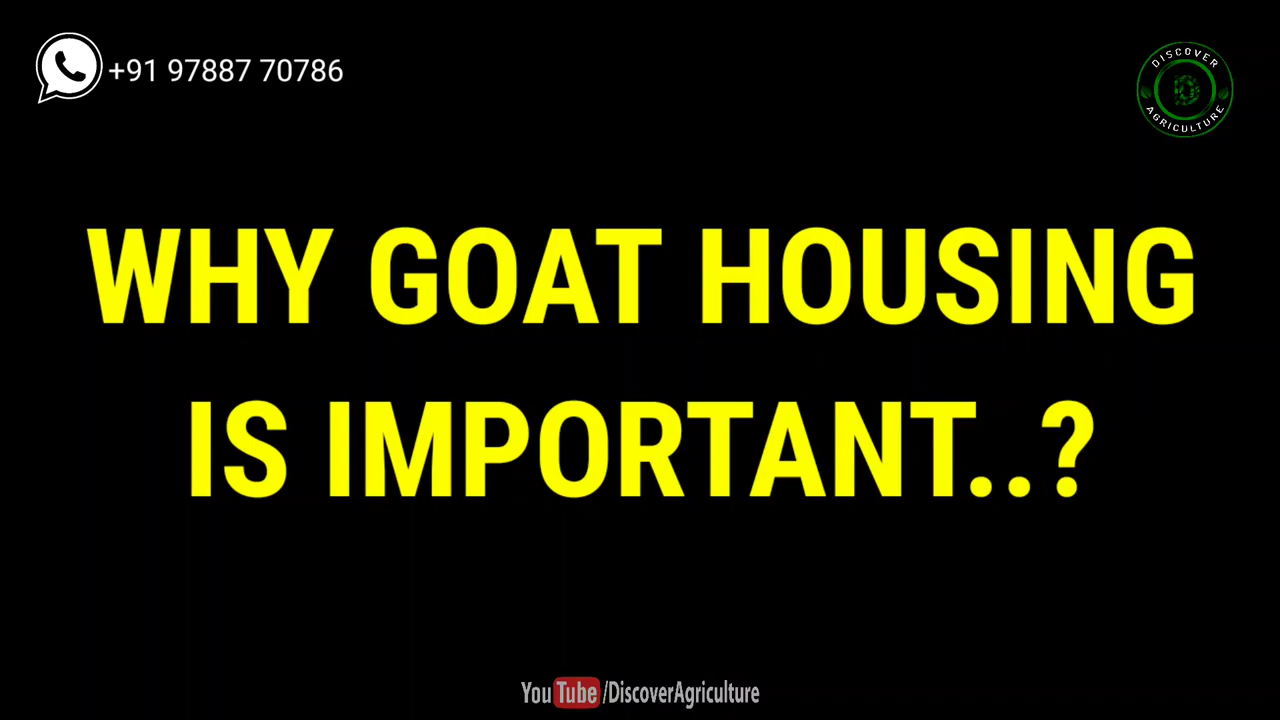 +91 97887 70786
DISCOVER
AGRICULTURE
WHY GOAT HOUSING
IS IMPORTANT..?
YouTube/DiscoverAgriculture